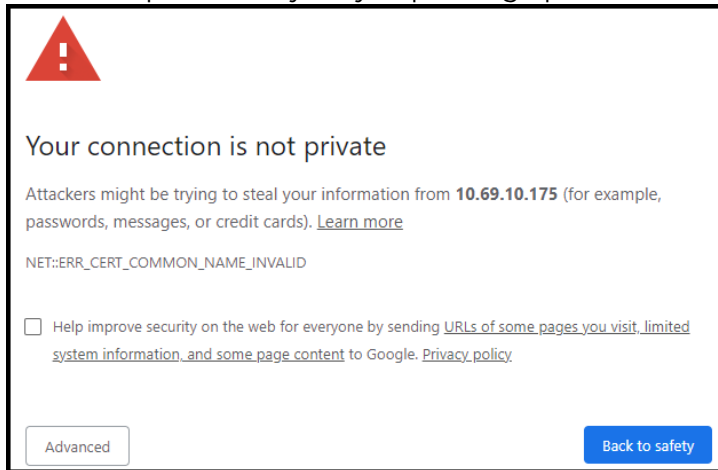 Your connection is not private
Attackers might be trying to steal your information from 10.69.10.175 (for example,
passwords, messages, or credit cards). Learn more
NET::ERR_CERT_COMMON_NAME_INVALID
Help improve security on the web for everyone by sending URLs of some pages you visit, limited
system information, and some page content to Google. Privacy policy
Advanced
Back to safety